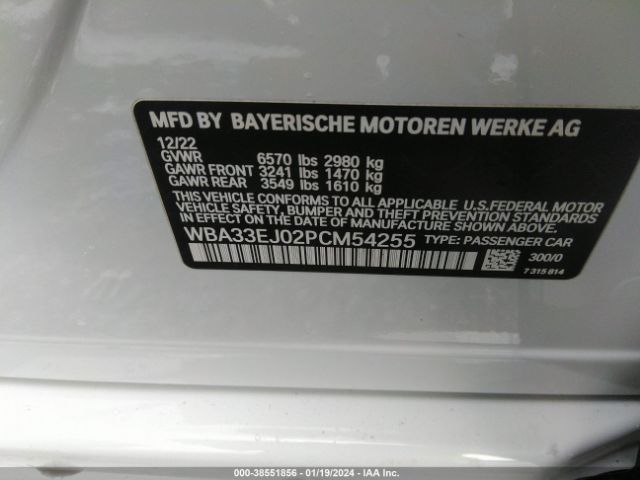 MFD BY BAYERISCHE MOTOREN WERKE AG
12/22
GVWR 6570 lbs 2980 kg
GAWR FRONT 3241 lbs 1470 kg
GAWR REAR 3549 lbs 1610 kg
THIS VEHICLE CONFORMS TO ALL APPLICABLE U.S.FEDERAL MOTOR
VEHICLE SAFETY, BUMPER, AND THEFT PREVENTION STANDARDS
IN EFFECT ON THE DATE OF MANUFACTURE SHOWN ABOVE.
WBA33EJ02PCM54255 TYPE: PASSENGER CAR
300/0
7 315 814
000-38551856 - 01/19/2024 - IAA Inc.